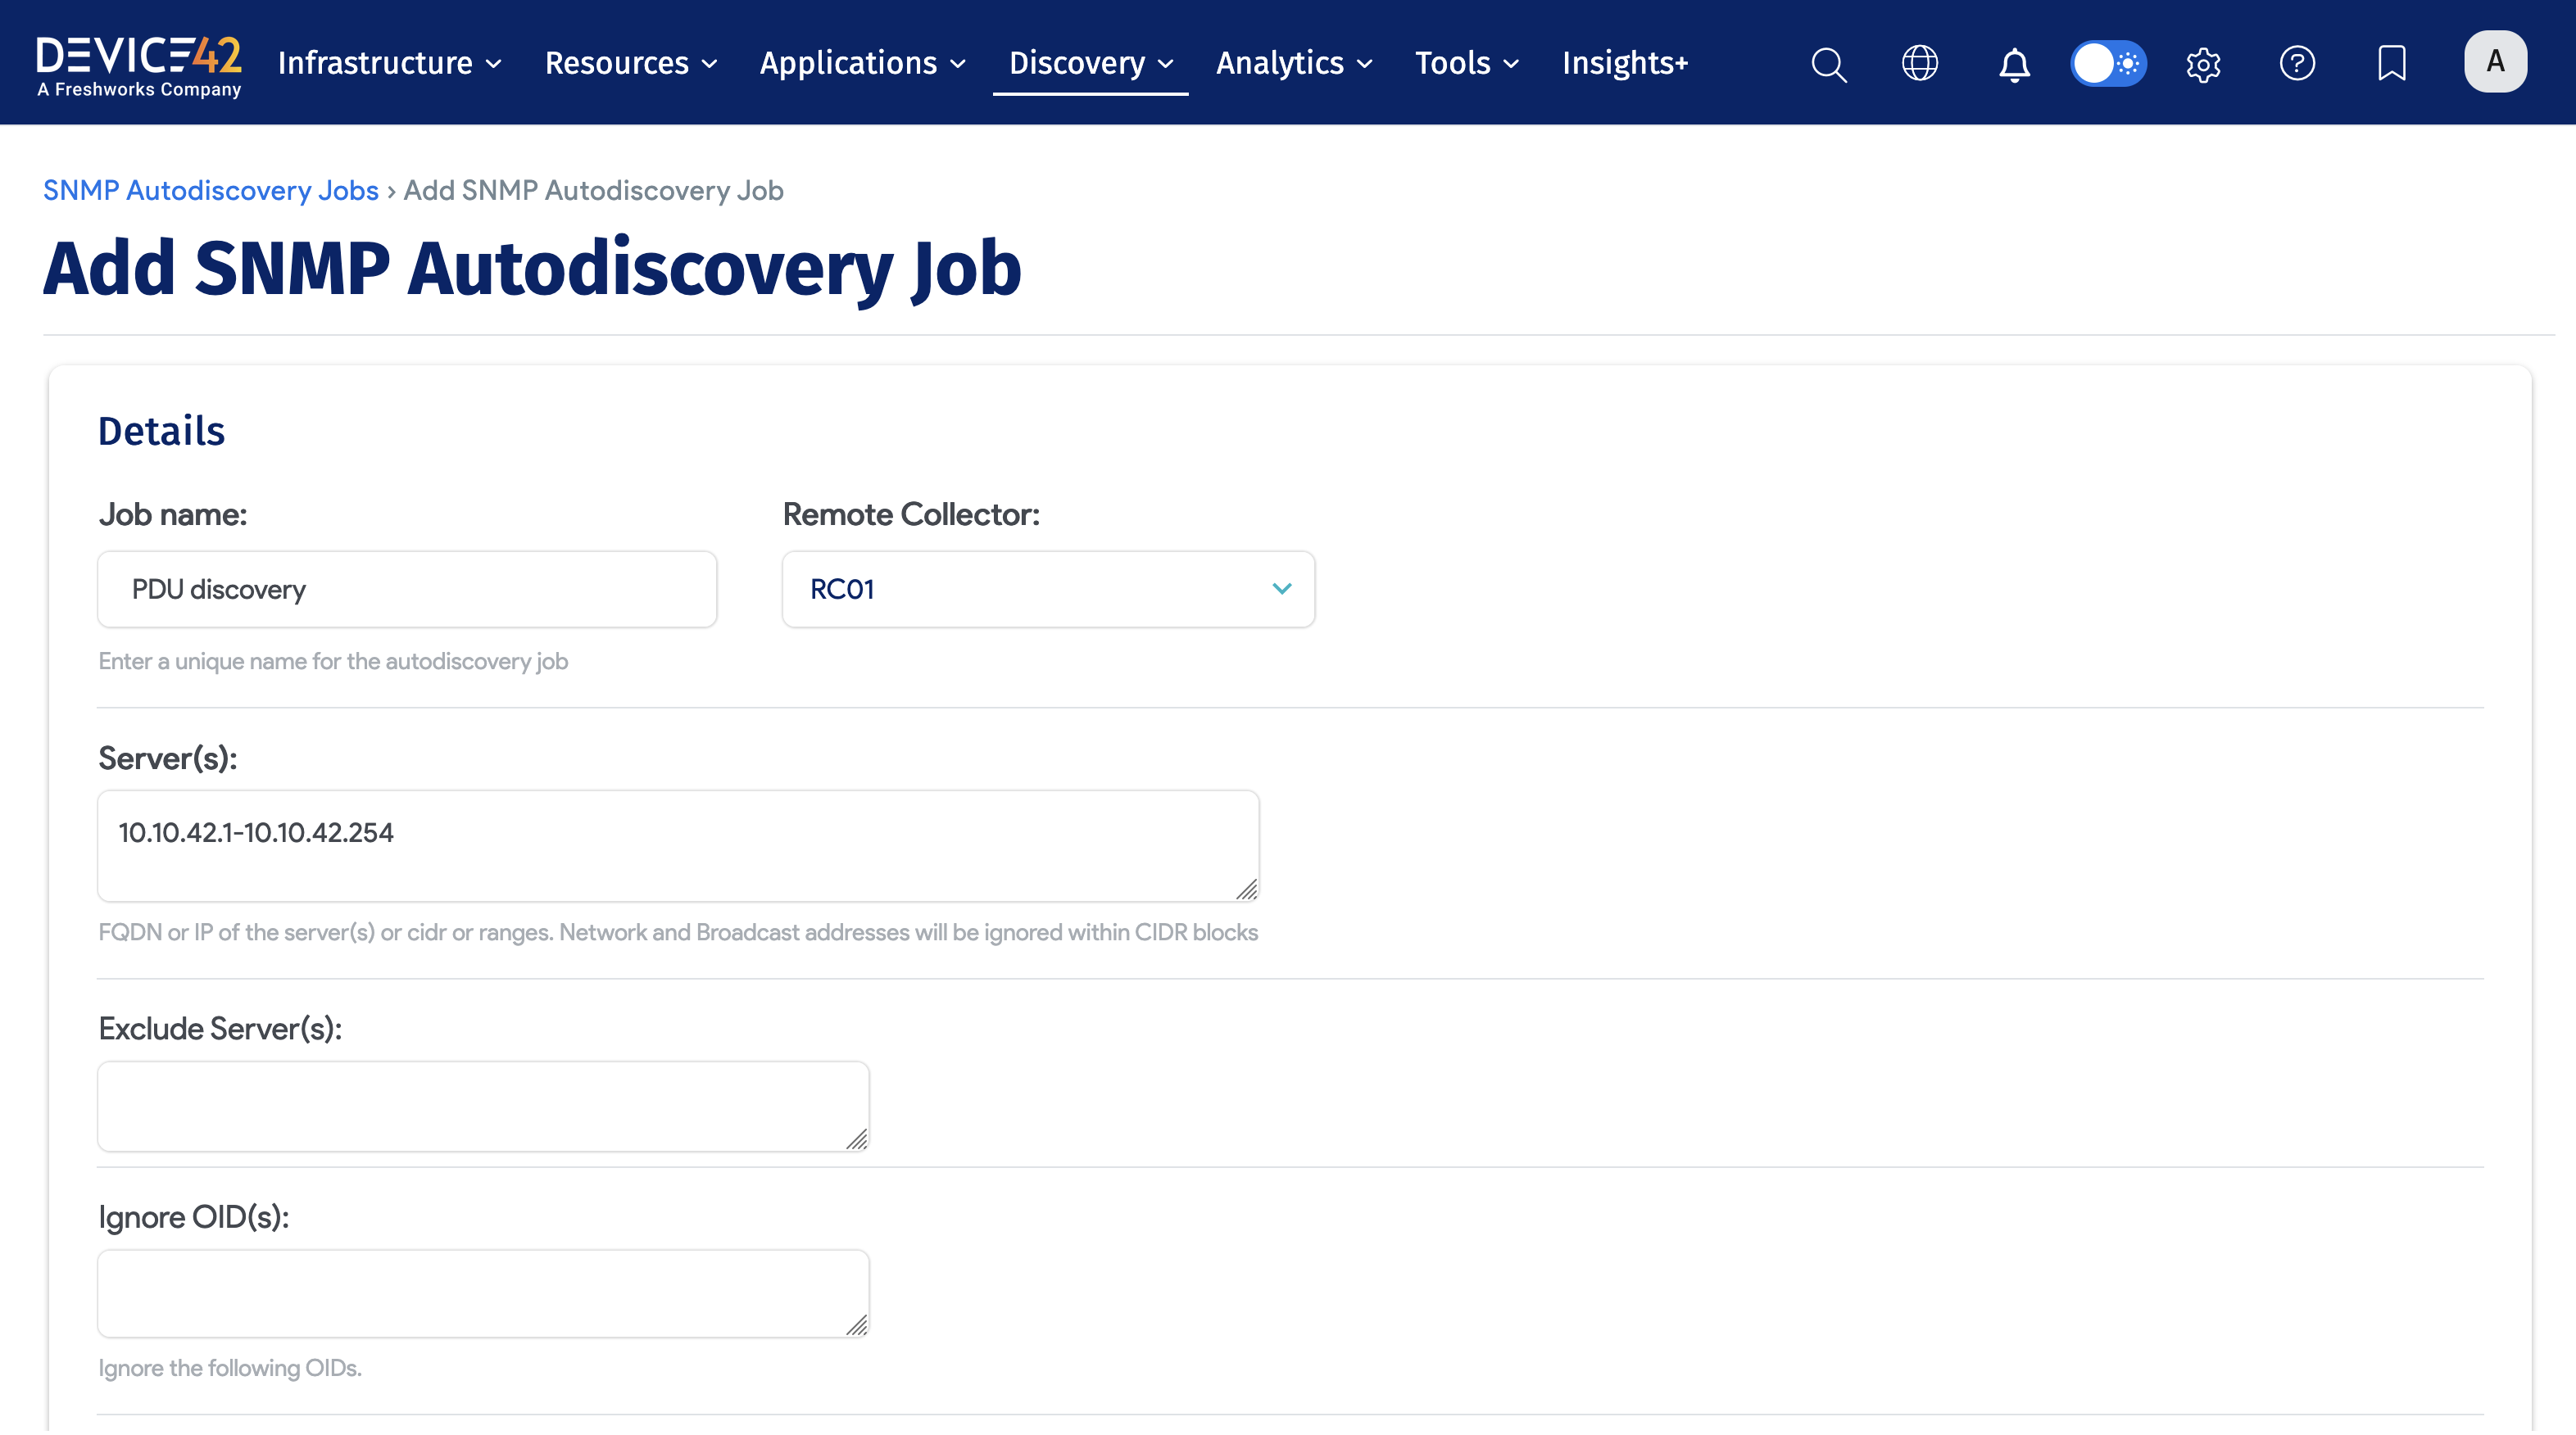 DEVICE42
A Freshworks Company
Infrastructure
Resources
Applications
Discovery
Analytics
Tools
Insights+
A
SNMP Autodiscovery Jobs › Add SNMP Autodiscovery Job
Add SNMP Autodiscovery Job
Details
Job name:
Remote Collector:
PDU discovery
RC01
Enter a unique name for the autodiscovery job
Server(s):
10.10.42.1-10.10.42.254
FQDN or IP of the server(s) or cidr or ranges. Network and Broadcast addresses will be ignored within CIDR blocks
Exclude Server(s):
Ignore OID(s):
Ignore the following OIDs.